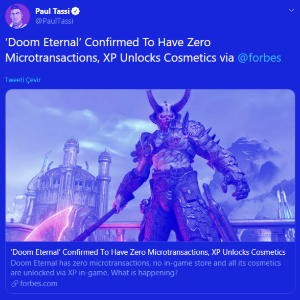 Paul Tassi
@PaulTassi
‘Doom Eternal’ Confirmed To Have Zero
Microtransactions, XP Unlocks Cosmetics via @forbes
Tweeti Çevir
'Doom Eternal' Confirmed To Have Zero Microtransactions, XP Unlocks Cosmetics
Doom Eternal has zero microtransactions, no in-game store and all its cosmetics
are unlocked via XP in-game. What is happening?
forbes.com